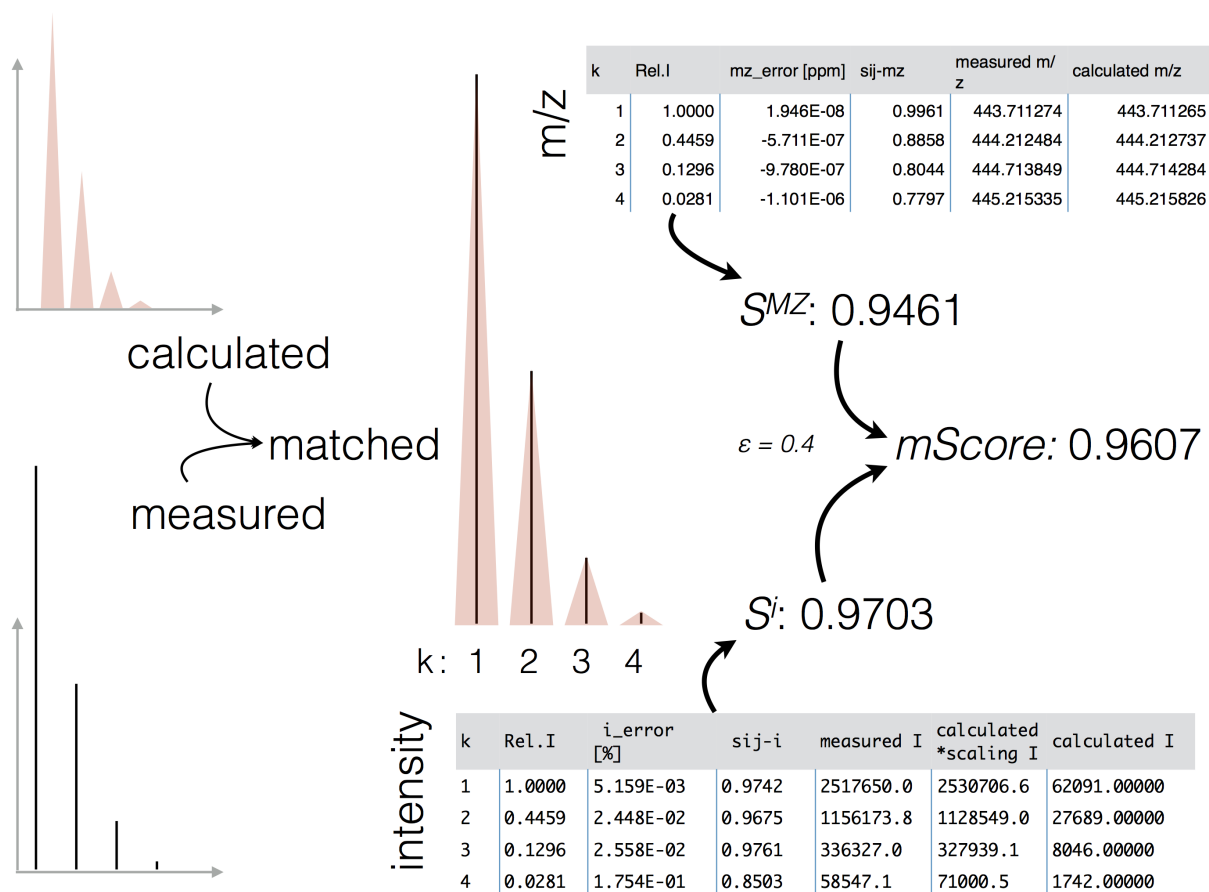 calculated
matched
measured
k: 1 2 3 4
m/z
k Rel.I mz_error [ppm] sij-mz measured m/z calculated m/z
1 1.0000 1.946E-08 0.9961 443.711274 443.711265
2 0.4459 -5.711E-07 0.8858 444.212484 444.212737
3 0.1296 -9.780E-07 0.8044 444.713849 444.714284
4 0.0281 -1.101E-06 0.7797 445.215335 445.215826
S^MZ: 0.9461
ε = 0.4
mScore: 0.9607
S^i: 0.9703
intensity
k Rel.I i_error [%] sij-i measured I calculated *scaling I calculated I
1 1.0000 5.159E-03 0.9742 2517650.0 2530706.6 62091.00000
2 0.4459 2.448E-02 0.9675 1156173.8 1128549.0 27689.00000
3 0.1296 2.558E-02 0.9761 336327.0 327939.1 8046.00000
4 0.0281 1.754E-01 0.8503 58547.1 71000.5 1742.00000